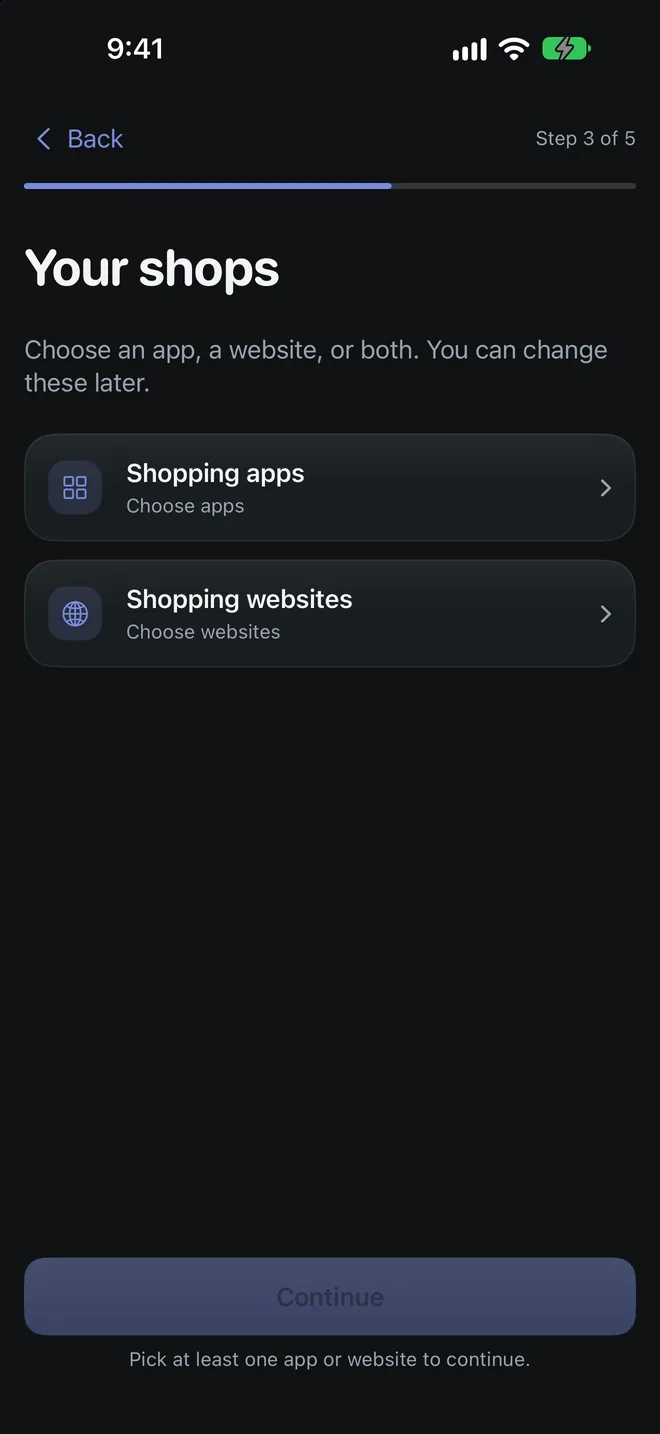 9:41
Back
Step 3 of 5
Your shops
Choose an app, a website, or both. You can change
these later.
Shopping apps
Choose apps
Shopping websites
Choose websites
Continue
Pick at least one app or website to continue.